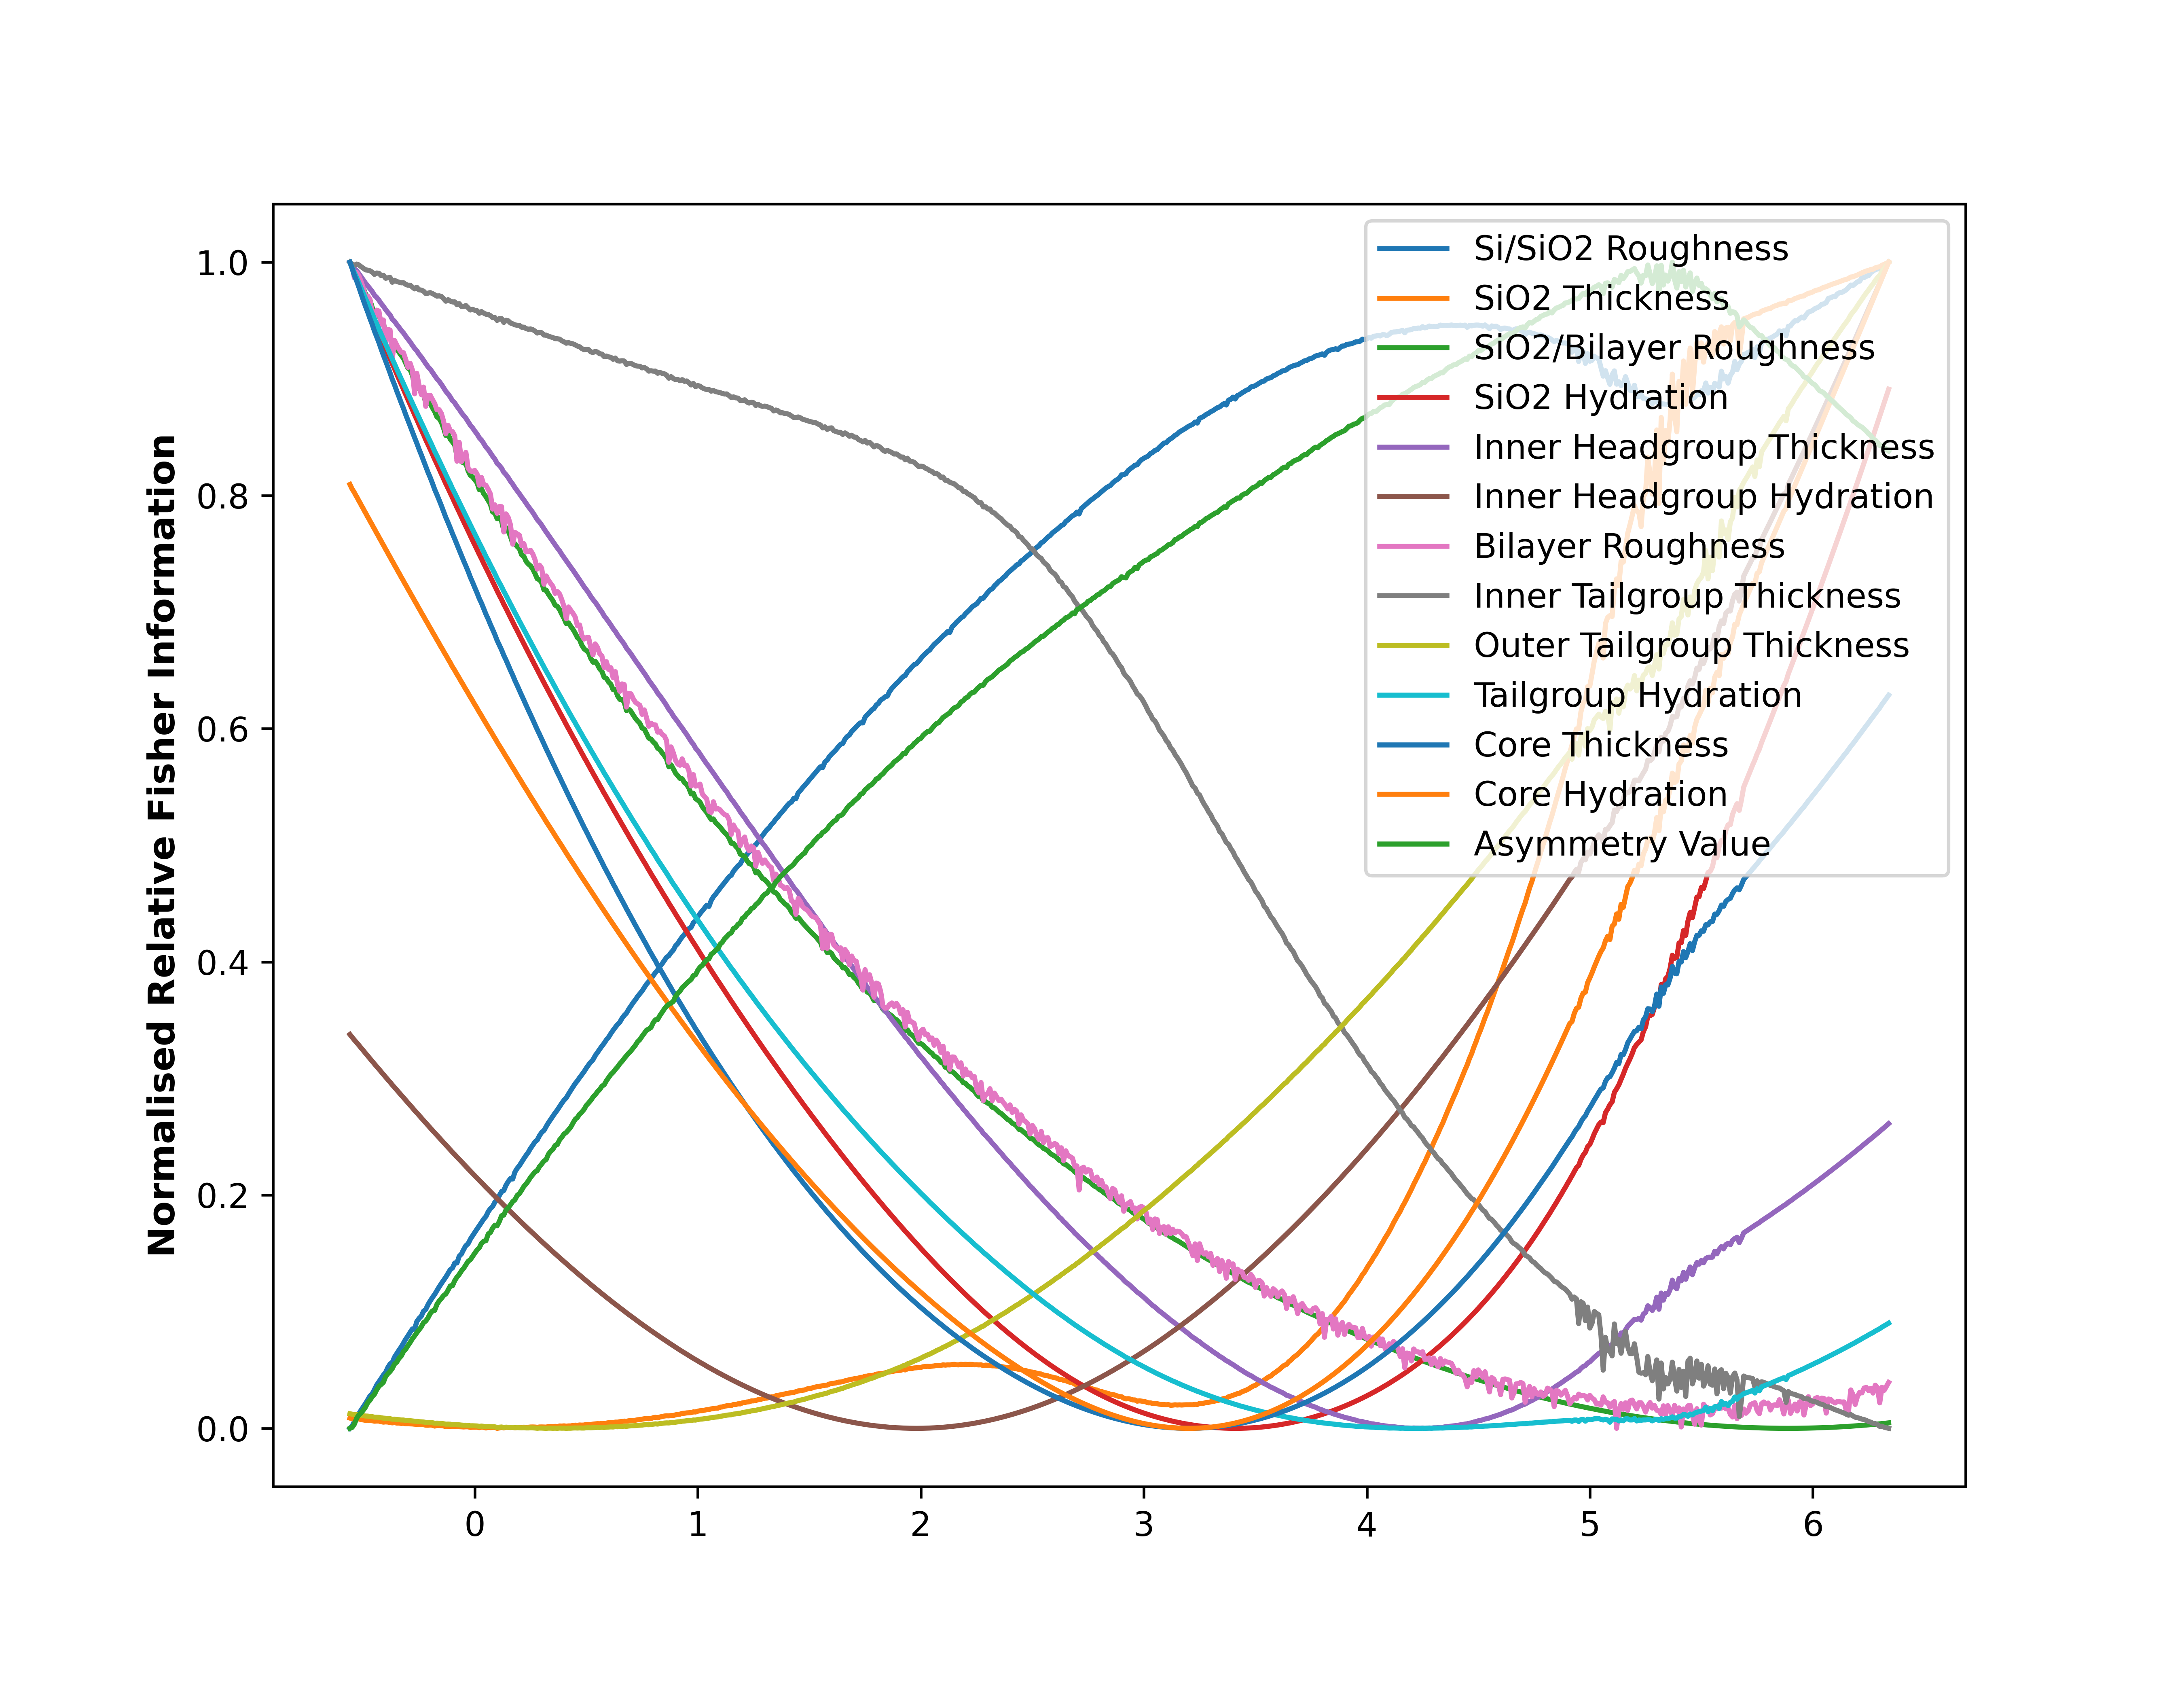 Normalised Relative Fisher Information
1.0
0.8
0.6
0.4
0.2
0.0
0 1 2 3 4 5 6
Si/SiO2 Roughness
SiO2 Thickness
SiO2/Bilayer Roughness
SiO2 Hydration
Inner Headgroup Thickness
Inner Headgroup Hydration
Bilayer Roughness
Inner Tailgroup Thickness
Outer Tailgroup Thickness
Tailgroup Hydration
Core Thickness
Core Hydration
Asymmetry Value